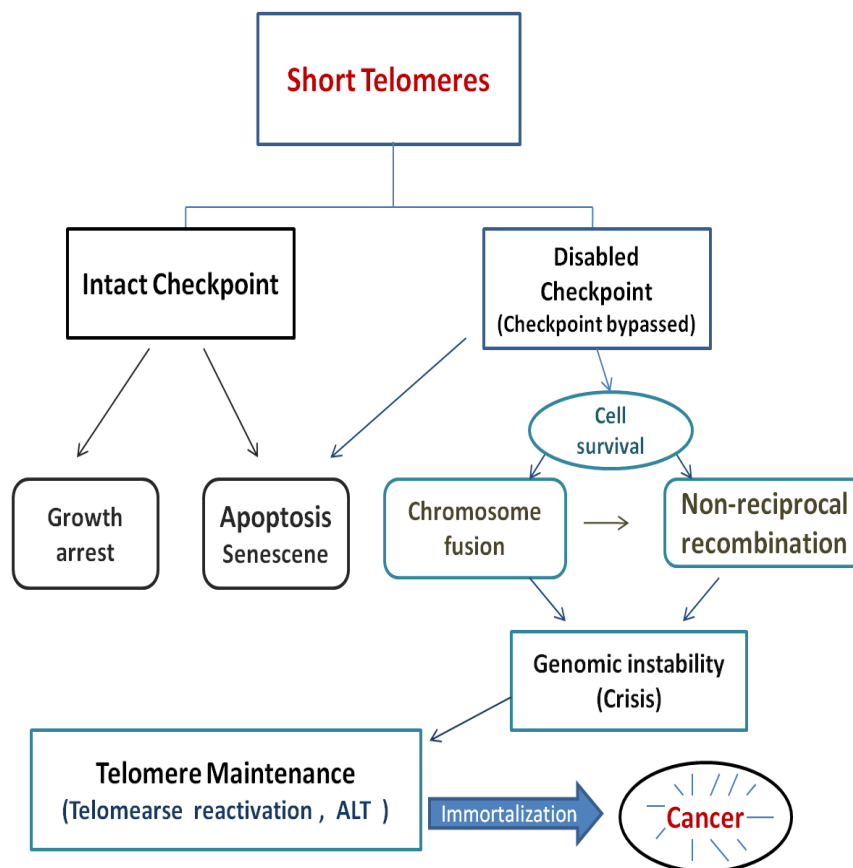 Short Telomeres
Intact Checkpoint
Disabled
Checkpoint
(Checkpoint bypassed)
Cell
survival
Growth
arrest
Apoptosis
Senescene
Chromosome
fusion
Non-reciprocal
recombination
Genomic instability
(Crisis)
Telomere Maintenance
(Telomearse reactivation , ALT )
Immortalization
Cancer